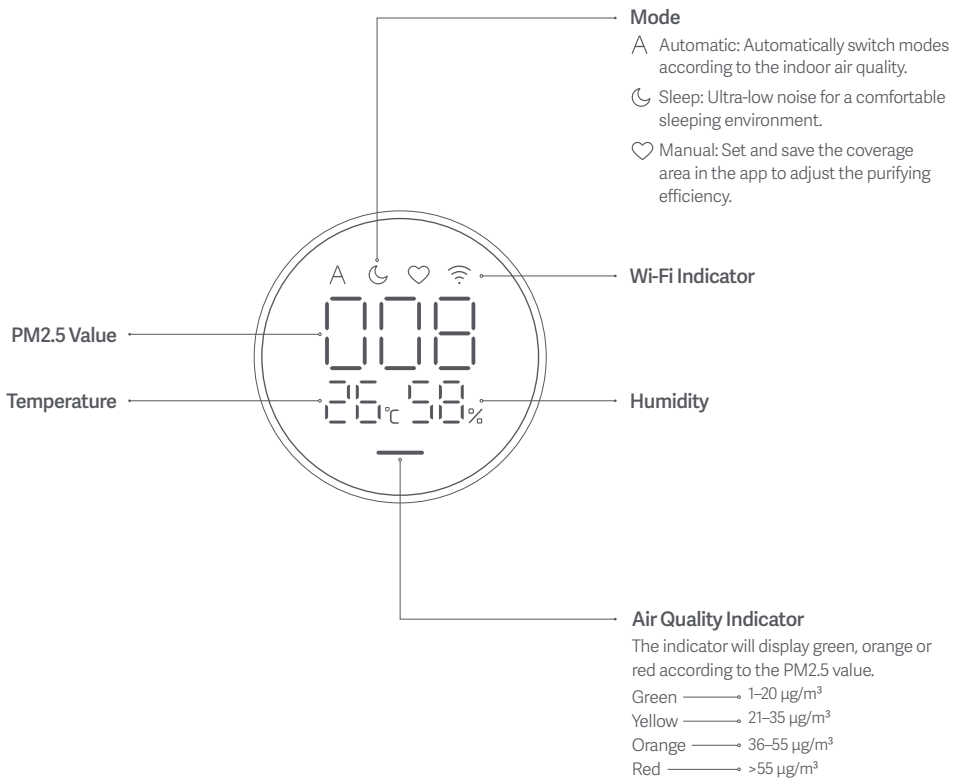 Mode
A Automatic: Automatically switch modes
according to the indoor air quality.
Sleep: Ultra-low noise for a comfortable
sleeping environment.
Manual: Set and save the coverage
area in the app to adjust the purifying
efficiency.
A
Wi-Fi Indicator
PM2.5 Value
008
Temperature
26℃ 58%
Humidity
Air Quality Indicator
The indicator will display green, orange or
red according to the PM2.5 value.
Green 1–20 µg/m³
Yellow 21–35 µg/m³
Orange 36–55 µg/m³
Red >55 µg/m³